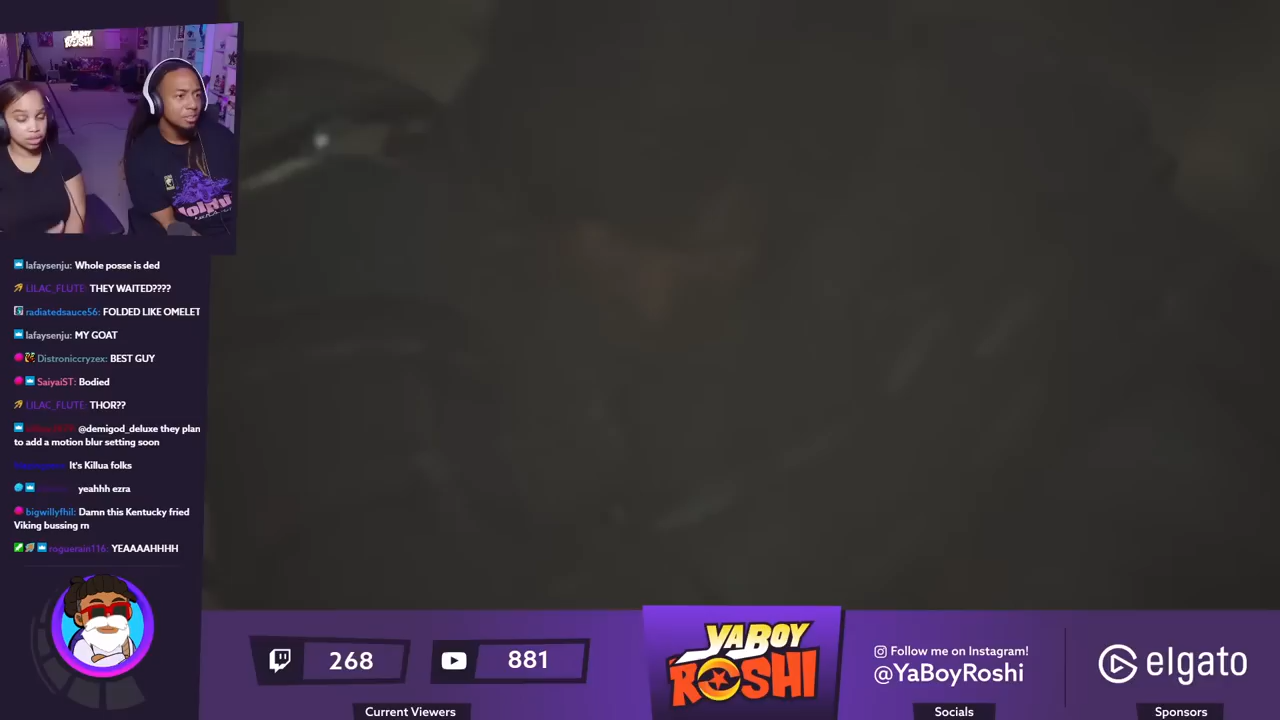 YABOY
ROSHI
lafaysenju: Whole posse is ded
LILAC_FLUTE: THEY WAITED????
radiatedsauce56: FOLDED LIKE OMELET
lafaysenju: MY GOAT
Distroniccryzex: BEST GUY
SaiyaiST: Bodied
LILAC_FLUTE: THOR??
@demigod_deluxe they plan
to add a motion blur setting soon
It's Killua folks
yeahhh ezra
bigwillyfhil: Damn this Kentucky fried
Viking bussing rn
roguerain116: YEAAAAHHHH
268
881
Current Viewers
YABOY
ROSHI
Follow me on Instagram!
@YaBoyRoshi
Socials
elgato
Sponsors